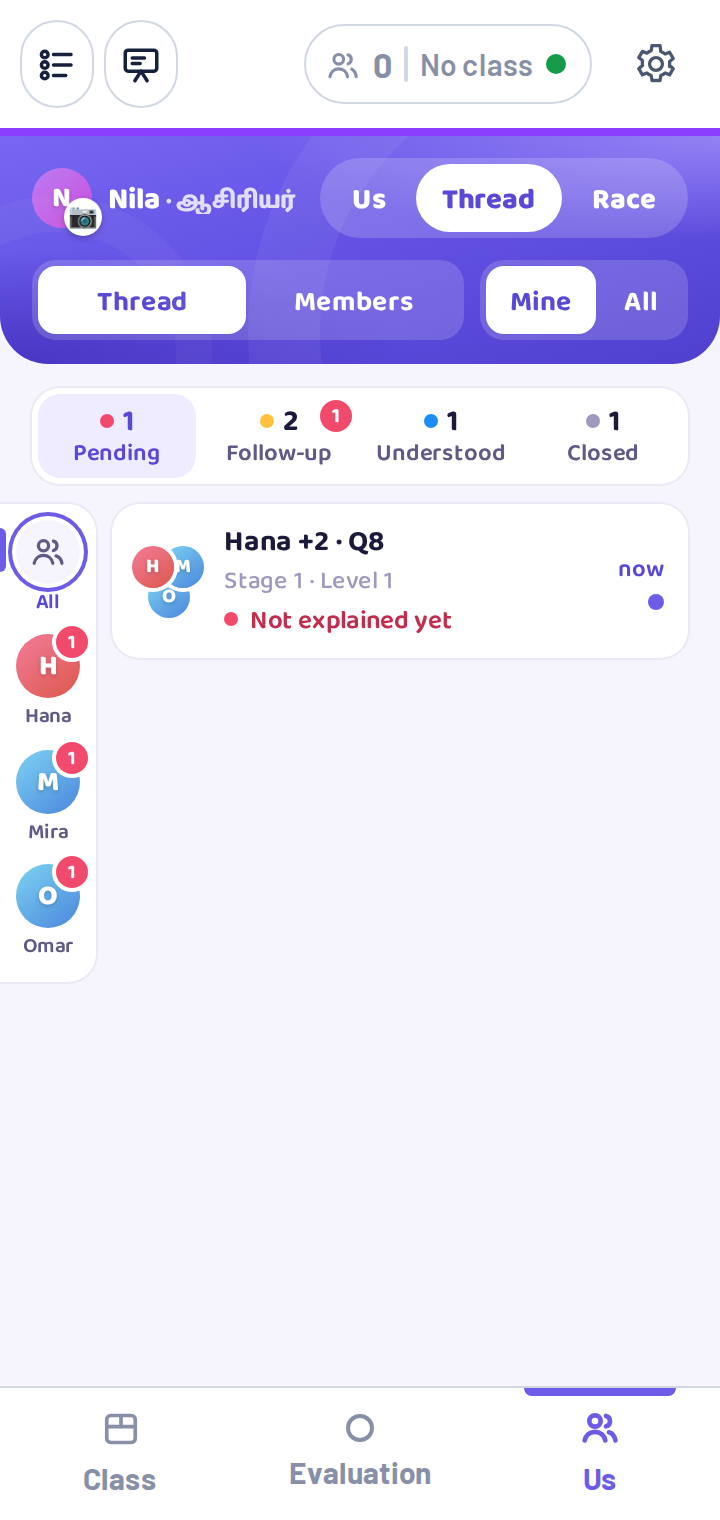 0 No class
N Nila · ஆசிரியர் Us Thread Race
Thread Members Mine All
1 2 1 1 1
Pending Follow-up Understood Closed
All
H M O
Hana +2 · Q8
Stage 1 · Level 1
Not explained yet
now
H 1
Hana
M 1
Mira
O 1
Omar
Class Evaluation Us